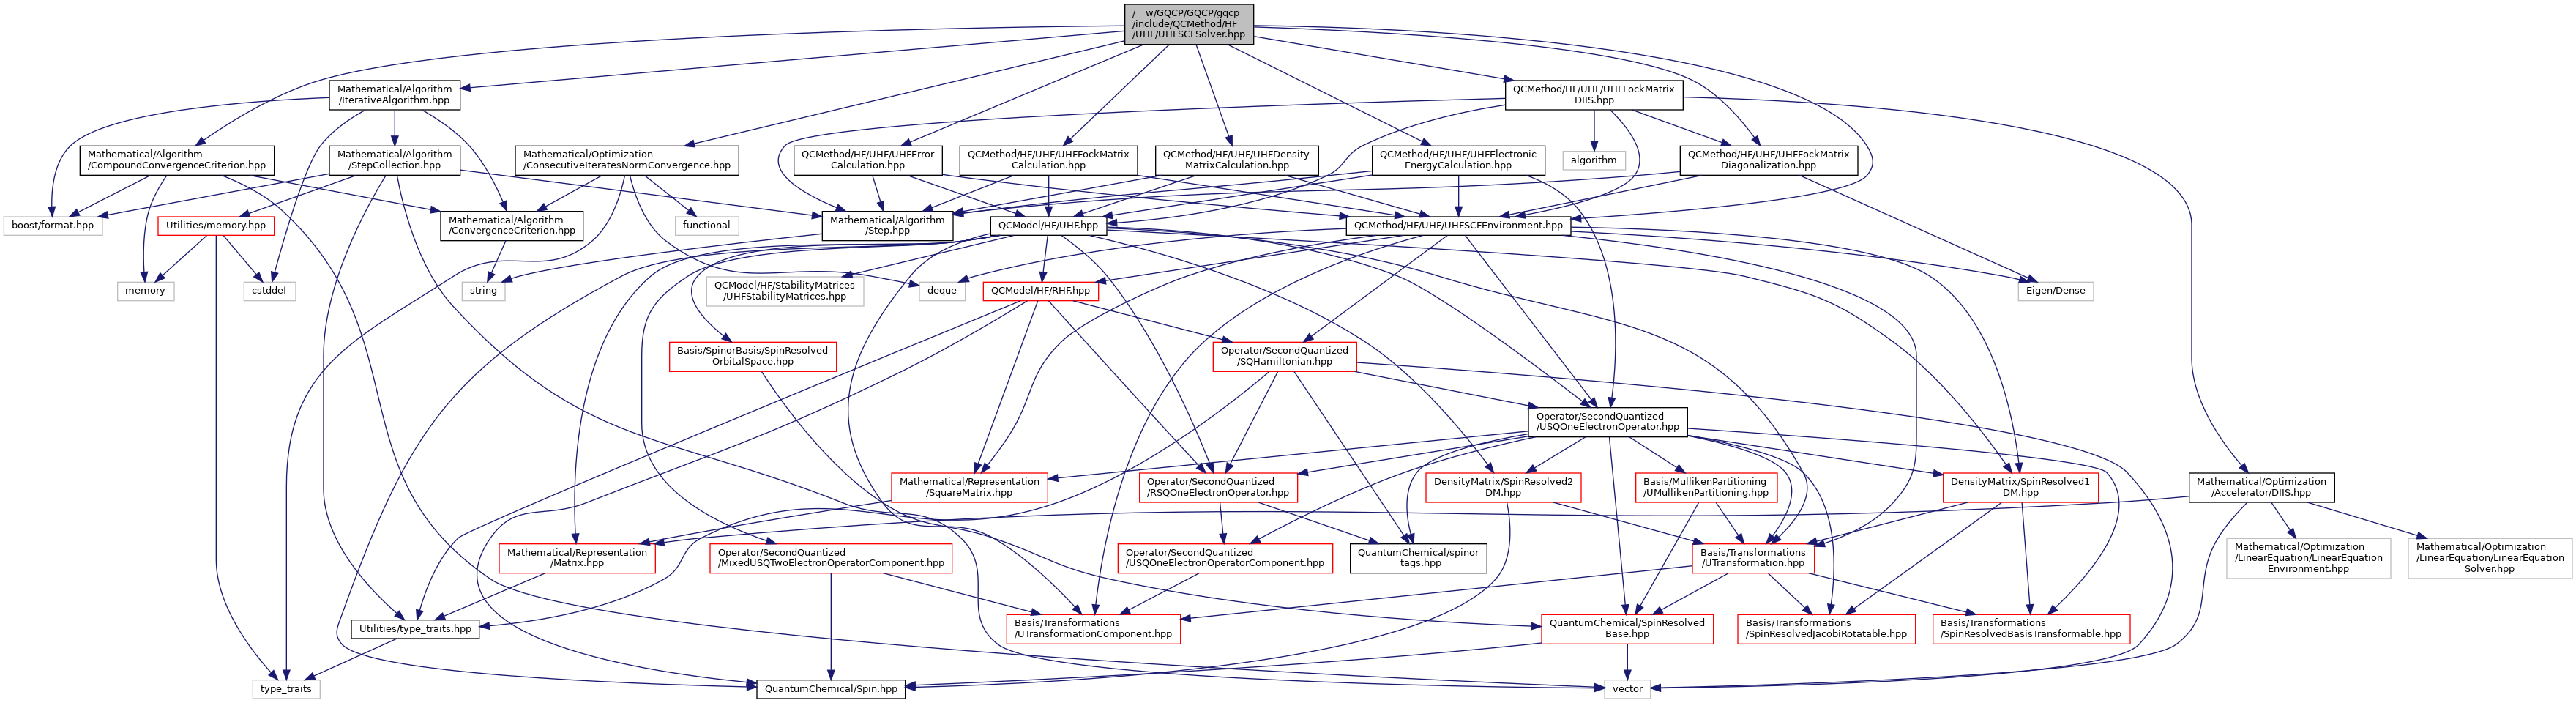 /__w/GQCP/GQCP/gqcp
/include/QCMethod/HF
/UHF/UHFSCFSolver.hpp
Mathematical/Algorithm
/IterativeAlgorithm.hpp
QCMethod/HF/UHF/UHFFockMatrix
DIIS.hpp
Mathematical/Algorithm
/CompoundConvergenceCriterion.hpp
Mathematical/Algorithm
/StepCollection.hpp
Mathematical/Optimization
/ConsecutiveIteratesNormConvergence.hpp
QCMethod/HF/UHF/UHFError
Calculation.hpp
QCMethod/HF/UHF/UHFFockMatrix
Calculation.hpp
QCMethod/HF/UHF/UHFDensity
MatrixCalculation.hpp
QCMethod/HF/UHF/UHFElectronic
EnergyCalculation.hpp
algorithm
QCMethod/HF/UHF/UHFFockMatrix
Diagonalization.hpp
boost/format.hpp
Utilities/memory.hpp
Mathematical/Algorithm
/ConvergenceCriterion.hpp
functional
Mathematical/Algorithm
/Step.hpp
QCModel/HF/UHF.hpp
QCMethod/HF/UHF/UHFSCFEnvironment.hpp
memory
cstddef
string
QCModel/HF/StabilityMatrices
/UHFStabilityMatrices.hpp
deque
QCModel/HF/RHF.hpp
Eigen/Dense
Basis/SpinorBasis/SpinResolved
OrbitalSpace.hpp
Operator/SecondQuantized
/SQHamiltonian.hpp
Operator/SecondQuantized
/USQOneElectronOperator.hpp
Mathematical/Representation
/SquareMatrix.hpp
Operator/SecondQuantized
/RSQOneElectronOperator.hpp
DensityMatrix/SpinResolved2
DM.hpp
Basis/MullikenPartitioning
/UMullikenPartitioning.hpp
DensityMatrix/SpinResolved1
DM.hpp
Mathematical/Optimization
/Accelerator/DIIS.hpp
Mathematical/Representation
/Matrix.hpp
Operator/SecondQuantized
/MixedUSQTwoElectronOperatorComponent.hpp
Operator/SecondQuantized
/USQOneElectronOperatorComponent.hpp
QuantumChemical/spinor
_tags.hpp
Basis/Transformations
/UTransformation.hpp
Mathematical/Optimization
/LinearEquation/LinearEquation
Environment.hpp
Mathematical/Optimization
/LinearEquation/LinearEquation
Solver.hpp
Utilities/type_traits.hpp
Basis/Transformations
/UTransformationComponent.hpp
QuantumChemical/SpinResolved
Base.hpp
Basis/Transformations
/SpinResolvedJacobiRotatable.hpp
Basis/Transformations
/SpinResolvedBasisTransformable.hpp
type_traits
QuantumChemical/Spin.hpp
vector